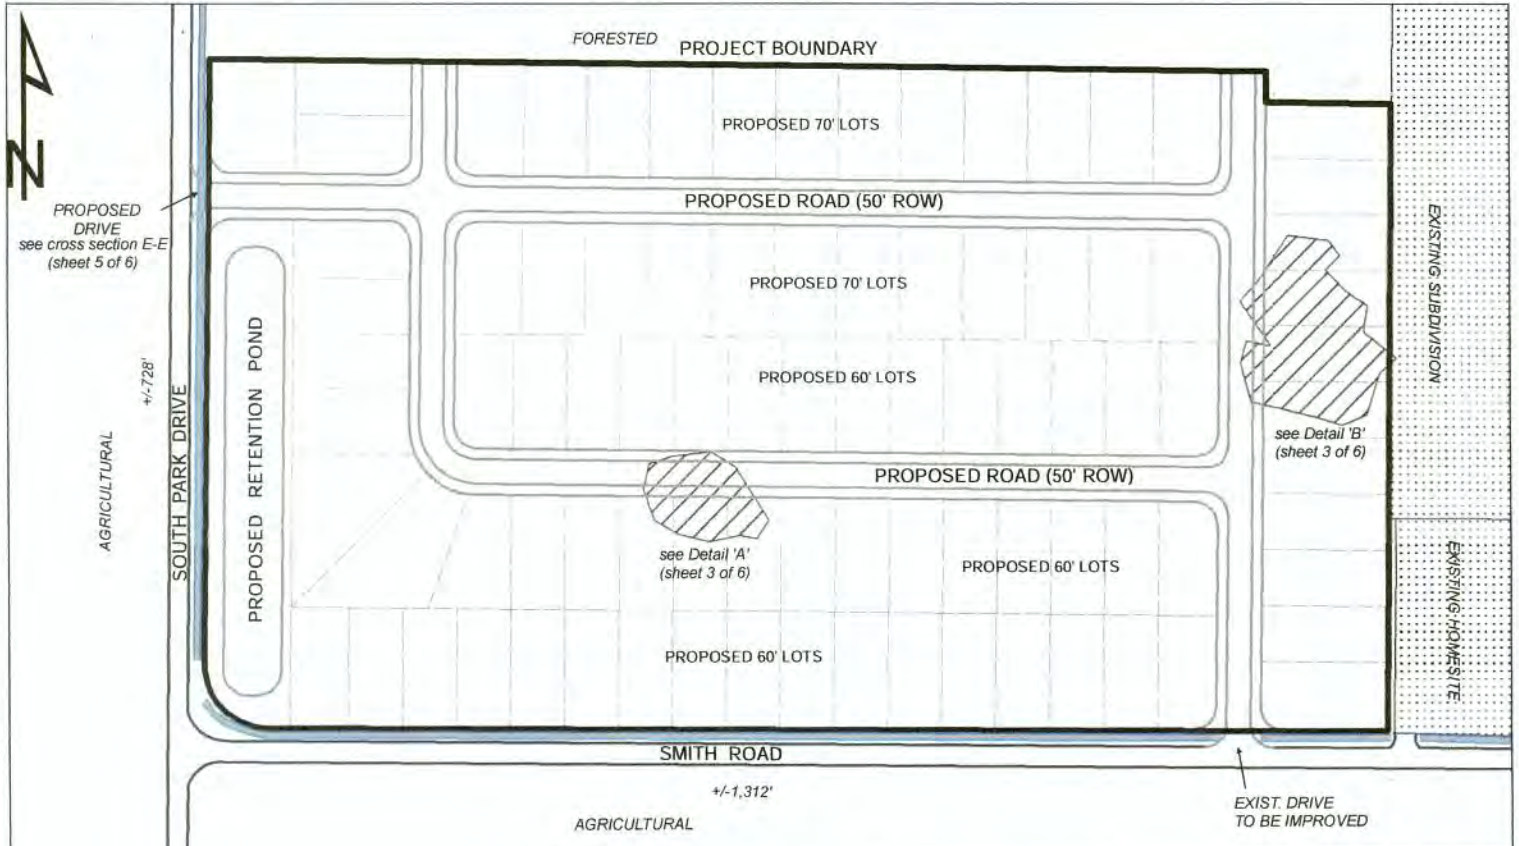 FORESTED
PROJECT BOUNDARY
N
PROPOSED 70' LOTS
PROPOSED
DRIVE
see cross section E-E
(sheet 5 of 6)
PROPOSED ROAD (50' ROW)
PROPOSED 70' LOTS
EXISTING SUBDIVISION
PROPOSED RETENTION POND
+/-728'
SOUTH PARK DRIVE
AGRICULTURAL
PROPOSED 60' LOTS
see Detail 'B'
(sheet 3 of 6)
PROPOSED ROAD (50' ROW)
see Detail 'A'
(sheet 3 of 6)
PROPOSED 60' LOTS
EXISTING HOMESITE
PROPOSED 60' LOTS
SMITH ROAD
+/-1,312'
EXIST. DRIVE
TO BE IMPROVED
AGRICULTURAL